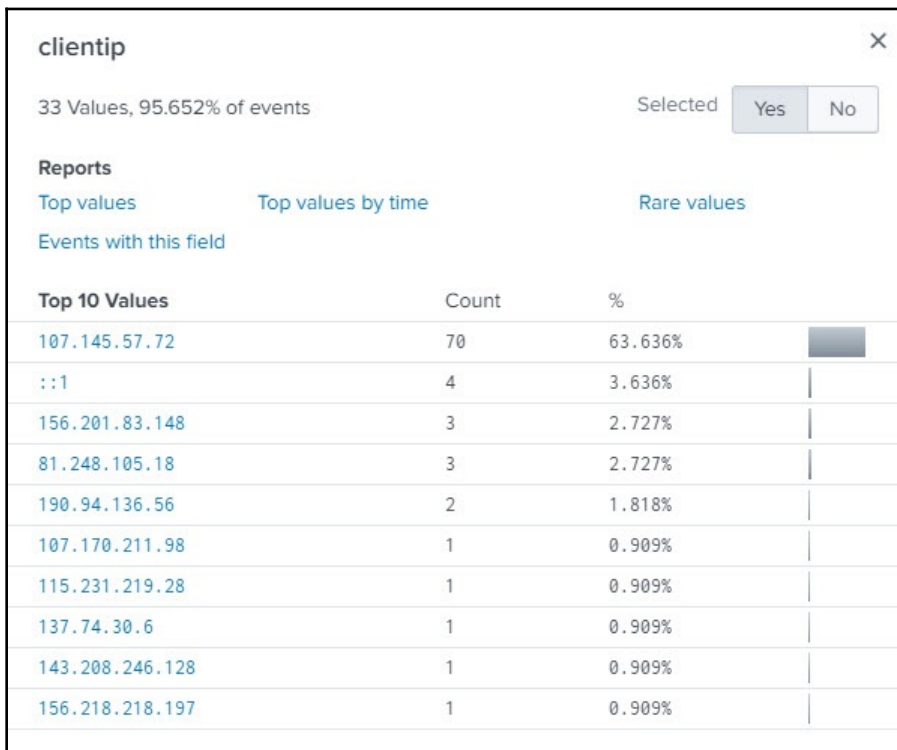 clientip ×
33 Values, 95.652% of events Selected Yes No
Reports
Top values Top values by time Rare values
Events with this field
Top 10 Values Count %
107.145.57.72 70 63.636%
::1 4 3.636%
156.201.83.148 3 2.727%
81.248.105.18 3 2.727%
190.94.136.56 2 1.818%
107.170.211.98 1 0.909%
115.231.219.28 1 0.909%
137.74.30.6 1 0.909%
143.208.246.128 1 0.909%
156.218.218.197 1 0.909%